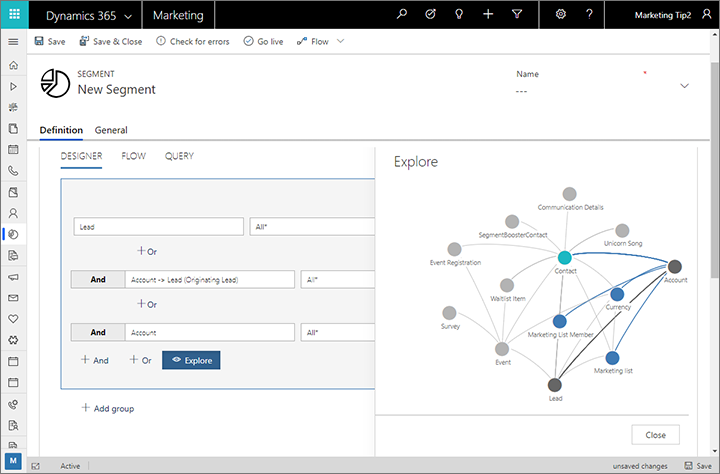 Dynamics 365
Marketing
Marketing Tip2
Save
Save & Close
Check for errors
Go live
Flow
SEGMENT
New Segment
Name
*
---
Definition
General
DESIGNER
FLOW
QUERY
Lead
All*
+ Or
And
Account -> Lead (Originating Lead)
All*
+ Or
And
Account
All*
+ And
+ Or
Explore
+ Add group
Explore
Communication Details
SegmentBoosterContact
Unicorn Song
Event Registration
Contact
Account
Waitlist Item
Currency
Survey
Marketing List Member
Event
Marketing list
Lead
Close
M
Active
unsaved changes
Save